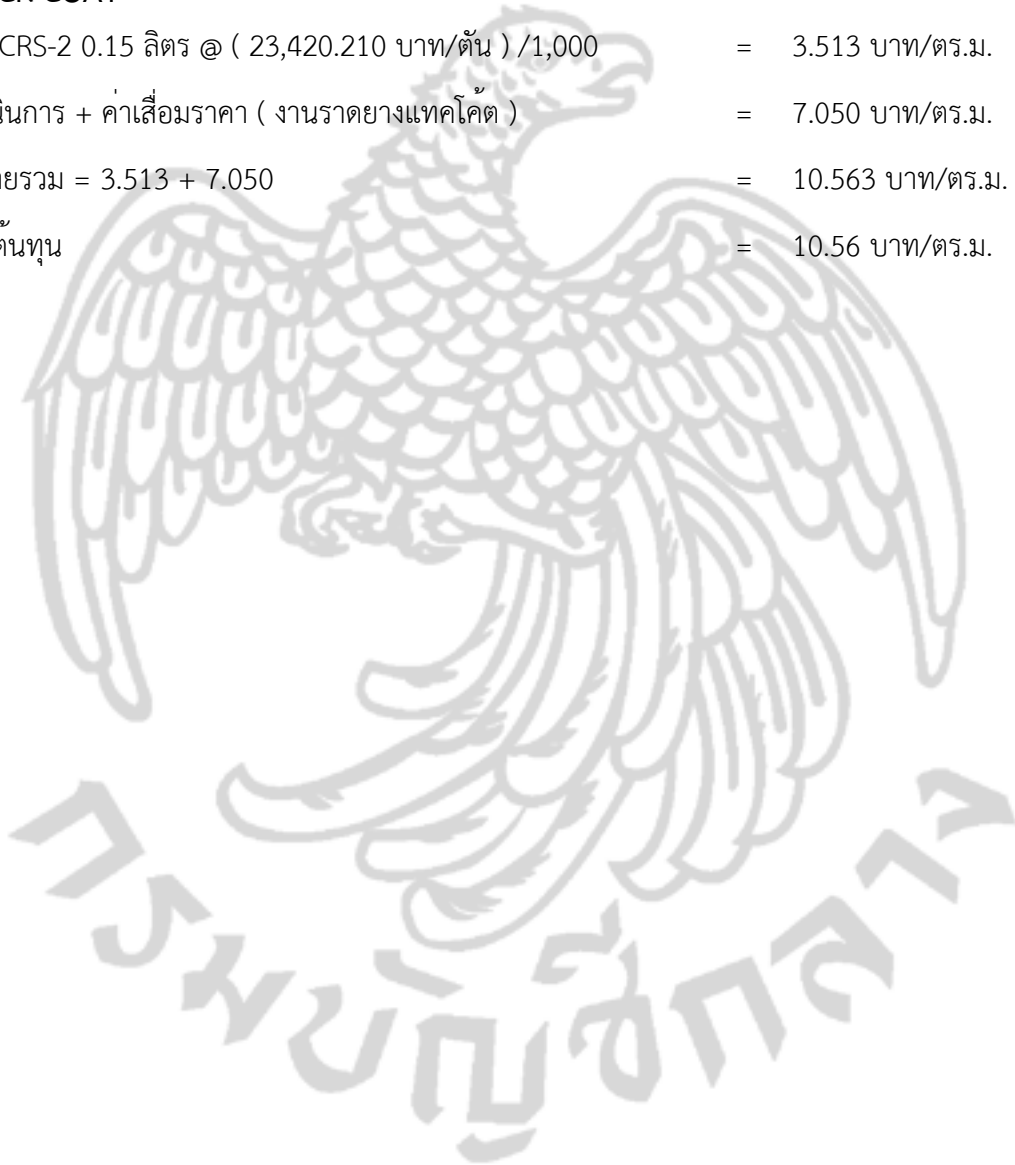 CRS-2 0.15 ลิตร @ ( 23,420.210 บาท/ตัน ) /1,000 = 3.513 บาท/ตร.ม.
นินการ + ค่าเสื่อมราคา ( งานราดยางแทคโค้ต ) = 7.050 บาท/ตร.ม.
ยรวม = 3.513 + 7.050 = 10.563 บาท/ตร.ม.
ต้นทุน = 10.56 บาท/ตร.ม.
กรมบัญชีกลาง